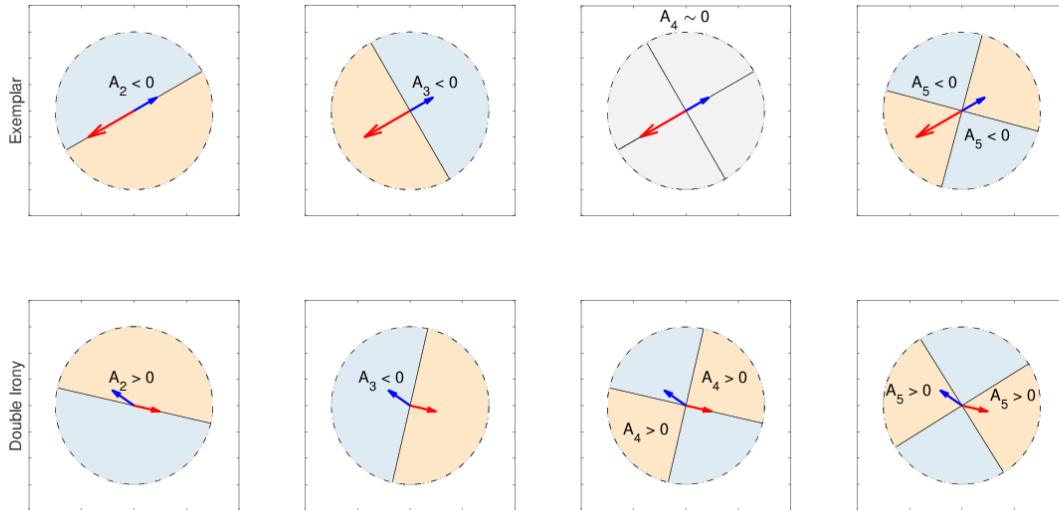 Exemplar
A₂ < 0
A₃ < 0
A₄ ~ 0
A₅ < 0
A₅ < 0
Double Irony
A₂ > 0
A₃ < 0
A₄ > 0
A₄ > 0
A₅ > 0
A₅ > 0